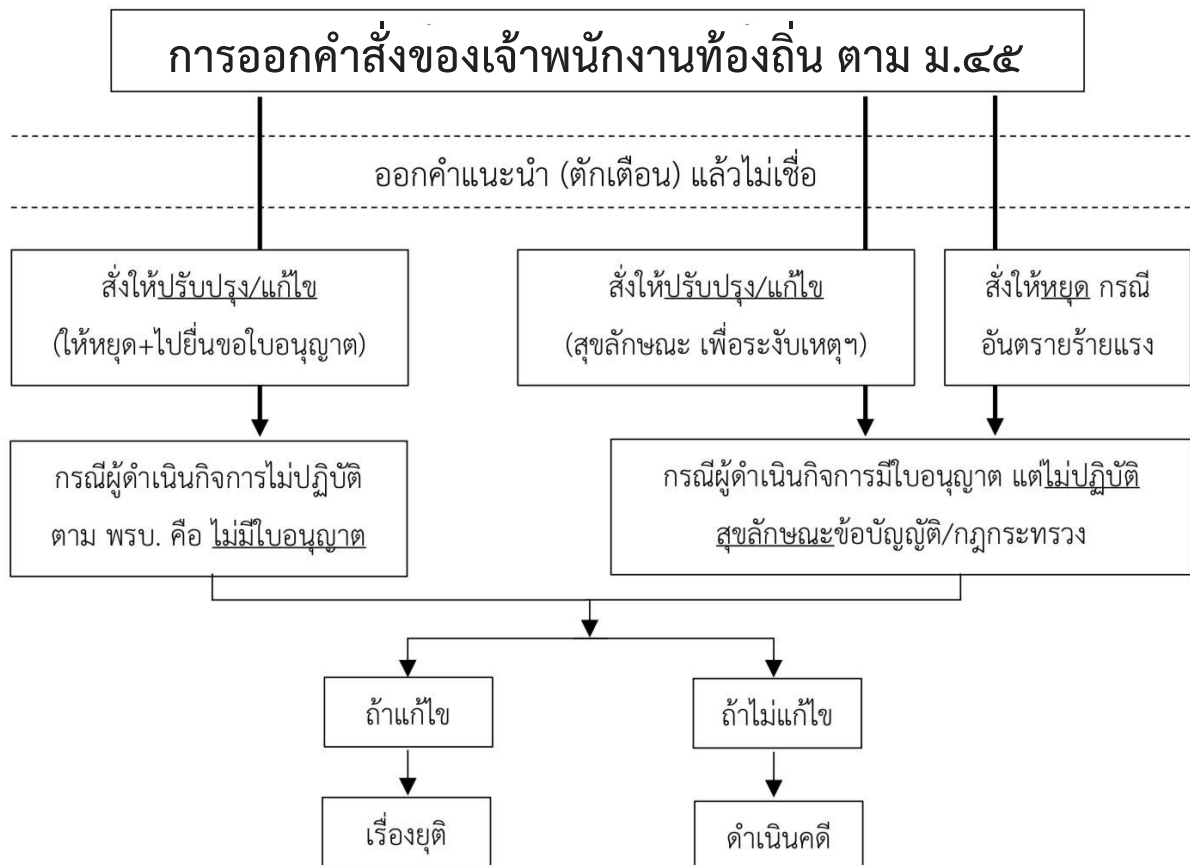 การออกคำสั่งของเจ้าพนักงานท้องถิ่น ตาม ม.๔๕
ออกคำแนะนำ (ตักเตือน) แล้วไม่เชื่อ
สั่งให้ปรับปรุง/แก้ไข
(ให้หยุด+ไปยื่นขอใบอนุญาต)
สั่งให้ปรับปรุง/แก้ไข
(สุขลักษณะ เพื่อระงับเหตุฯ)
สั่งให้หยุด กรณี
อันตรายร้ายแรง
กรณีผู้ดำเนินกิจการไม่ปฏิบัติ
ตาม พรบ. คือ ไม่มีใบอนุญาต
กรณีผู้ดำเนินกิจการมีใบอนุญาต แต่ไม่ปฏิบัติ
สุขลักษณะข้อบัญญัติ/กฎกระทรวง
ถ้าแก้ไข
ถ้าไม่แก้ไข
เรื่องยุติ
ดำเนินคดี